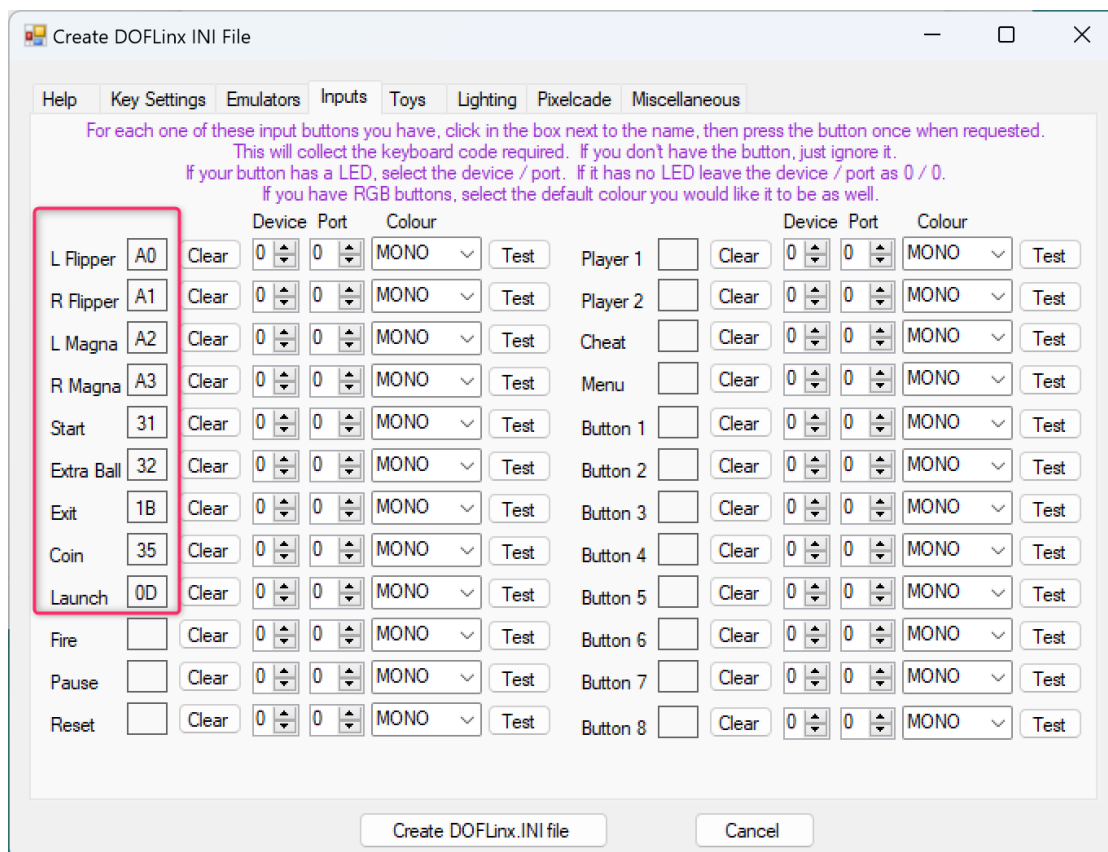 Create DOFLinx INI File
Help Key Settings Emulators Inputs Toys Lighting Pixelcade Miscellaneous
For each one of these input buttons you have, click in the box next to the name, then press the button once when requested.
This will collect the keyboard code required. If you don't have the button, just ignore it.
If your button has a LED, select the device / port. If it has no LED leave the device / port as 0 / 0.
If you have RGB buttons, select the default colour you would like it to be as well.
Device Port Colour Device Port Colour
L Flipper A0 Clear 0 0 MONO Test Player 1 Clear 0 0 MONO Test
R Flipper A1 Clear 0 0 MONO Test Player 2 Clear 0 0 MONO Test
L Magna A2 Clear 0 0 MONO Test Cheat Clear 0 0 MONO Test
R Magna A3 Clear 0 0 MONO Test Menu Clear 0 0 MONO Test
Start 31 Clear 0 0 MONO Test Button 1 Clear 0 0 MONO Test
Extra Ball 32 Clear 0 0 MONO Test Button 2 Clear 0 0 MONO Test
Exit 1B Clear 0 0 MONO Test Button 3 Clear 0 0 MONO Test
Coin 35 Clear 0 0 MONO Test Button 4 Clear 0 0 MONO Test
Launch 0D Clear 0 0 MONO Test Button 5 Clear 0 0 MONO Test
Fire Clear 0 0 MONO Test Button 6 Clear 0 0 MONO Test
Pause Clear 0 0 MONO Test Button 7 Clear 0 0 MONO Test
Reset Clear 0 0 MONO Test Button 8 Clear 0 0 MONO Test
Create DOFLinx.INI file Cancel